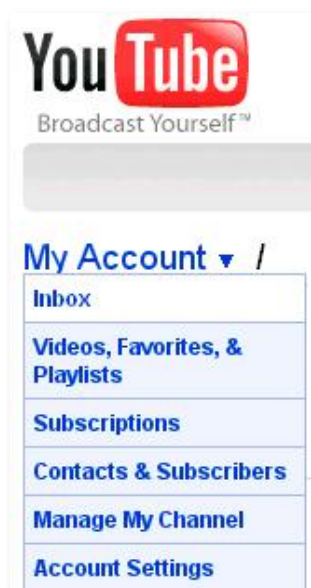 You Tube
Broadcast Yourself™
My Account ▼ /
Inbox
Videos, Favorites, &
Playlists
Subscriptions
Contacts & Subscribers
Manage My Channel
Account Settings